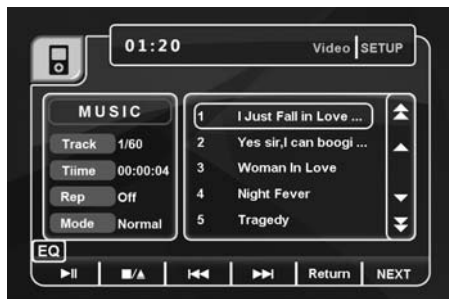 01:20 Video SETUP
MUSIC
Track 1/60
Tiime 00:00:04
Rep Off
Mode Normal
1 I Just Fall in Love ...
2 Yes sir,I can boogi ...
3 Woman In Love
4 Night Fever
5 Tragedy
EQ
Return NEXT